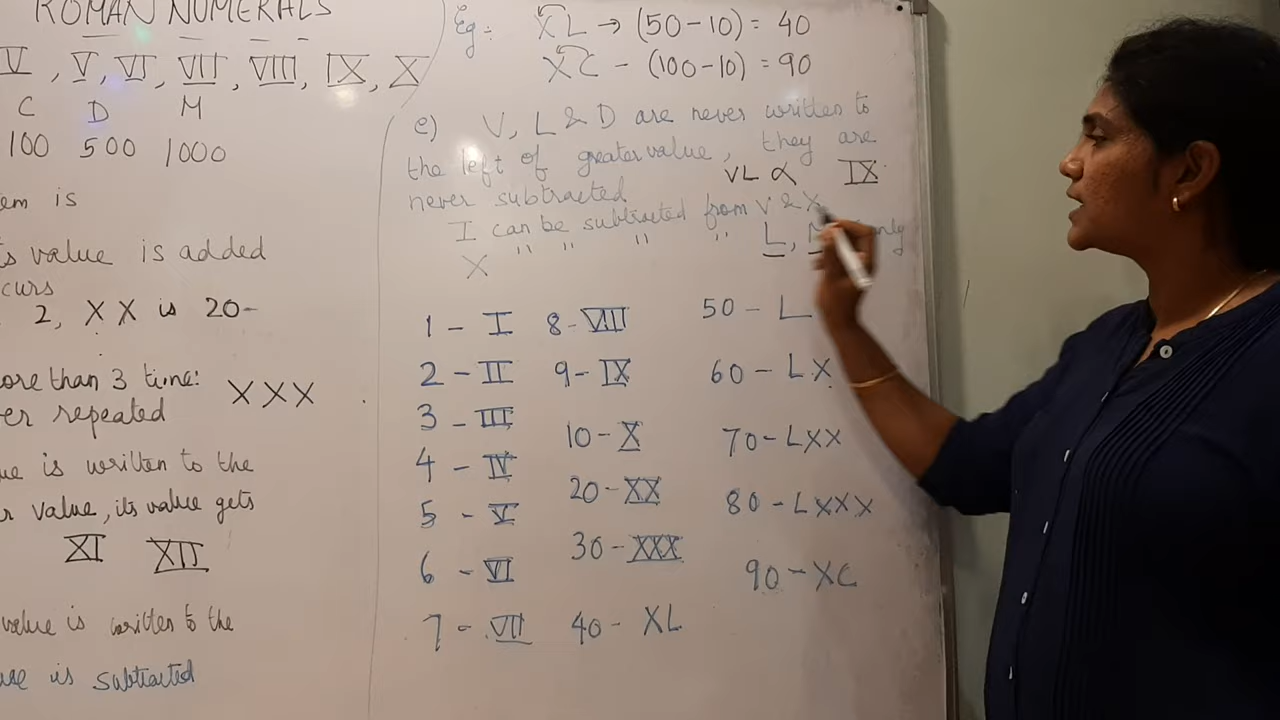 ROMAN NUMERALS
V, V, VI, VII, VIII, IX, X
C D M
100 500 1000
em is
s value is added
curs
2, X X is 20-
ore than 3 time: XXX
er repeated
ue is written to the
r value, its value gets
XI XII
value is written to the
use is subtracted
Eg:- XL → (50-10) = 40
XC - (100-10) = 90
e) V, L & D are never written to
the left of greater value, they are
never subtracted VL IX
I can be subtracted from V & X
X " " " " L, only
1 - I
2 - II
3 - III
4 - IV
5 - V
6 - VI
7 - VII
8 - VIII
9 - IX
10 - X
20 - XX
30 - XXX
40 - XL
50 - L
60 - LX
70 - LXX
80 - LXXX
90 - XC